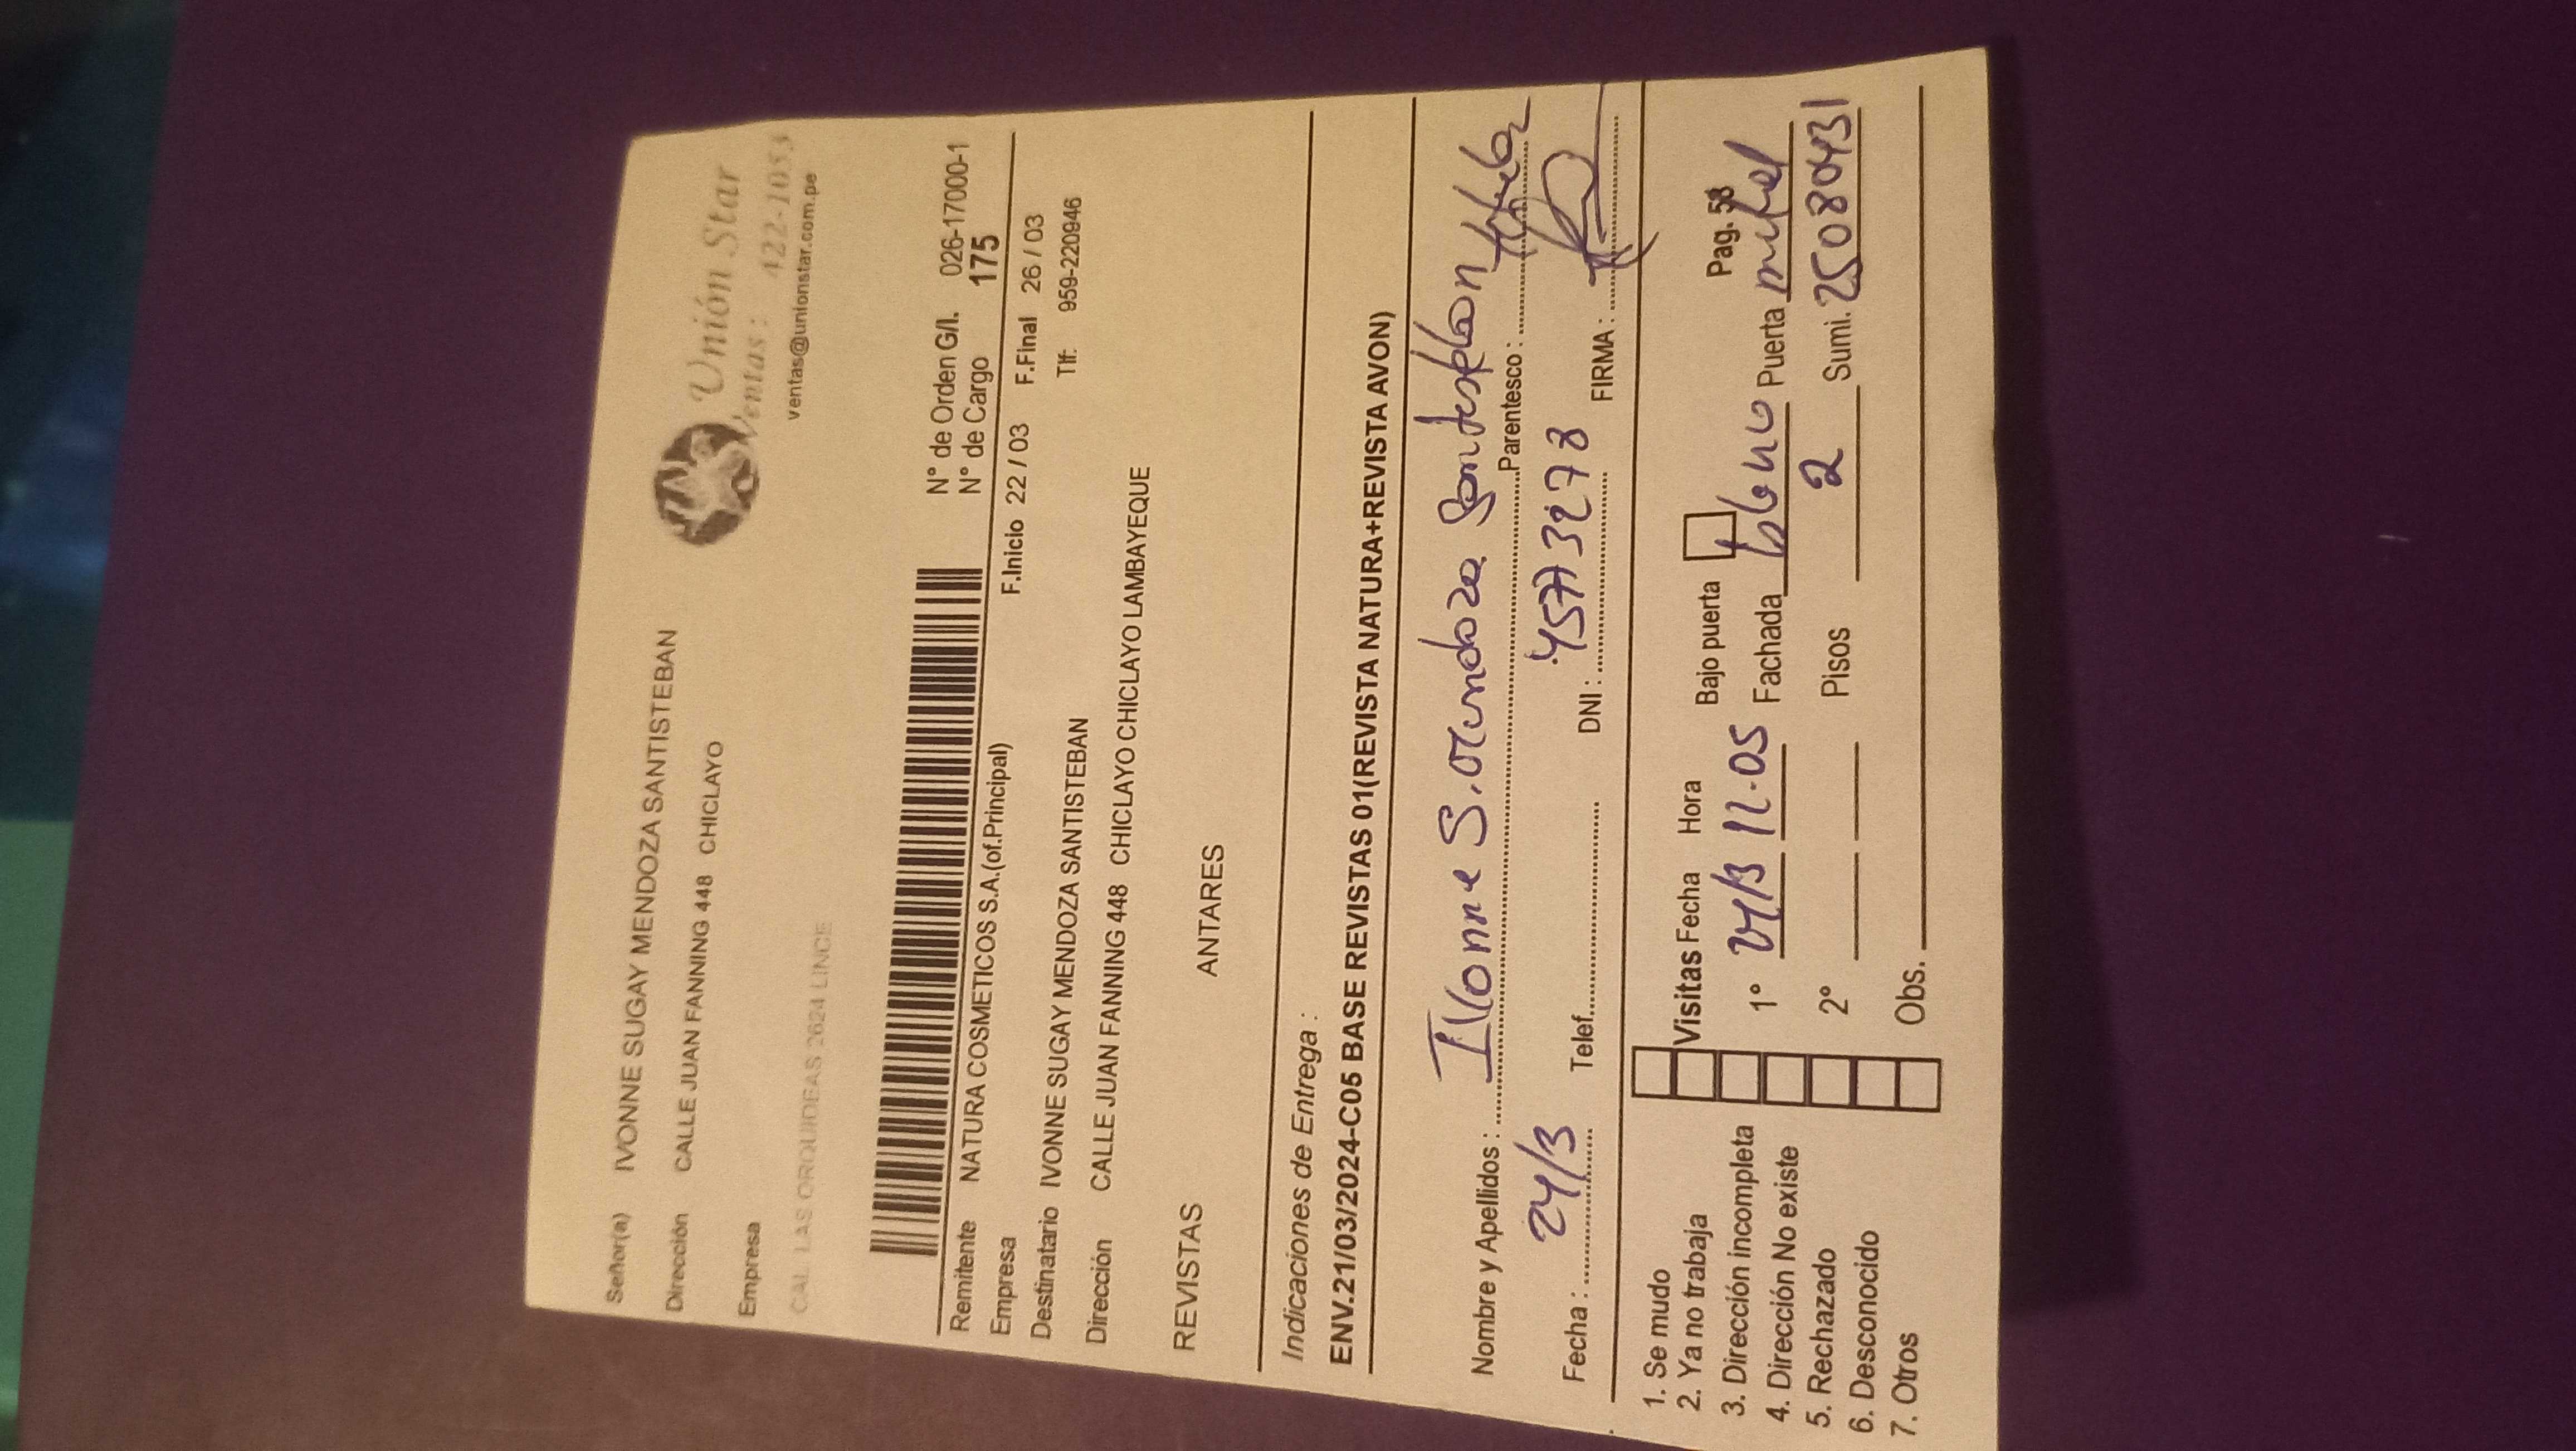 Señor(a) IVONNE SUGAY MENDOZA SANTISTEBAN
Dirección CALLE JUAN FANNING 448 CHICLAYO
Empresa
CAL LAS ORQUIDEAS 2624 LINCE
Unión Star
Ventas : 422-1053
ventas@unionstar.com.pe
N° de Orden G/l. 026-17000-1
N° de Cargo 175
Remitente NATURA COSMETICOS S.A.(of.Principal)
F.Inicio 22 / 03 F.Final 26 / 03
Empresa
Tlf: 959-220946
Destinatario IVONNE SUGAY MENDOZA SANTISTEBAN
Dirección CALLE JUAN FANNING 448 CHICLAYO CHICLAYO CHICLAYO LAMBAYEQUE
REVISTAS ANTARES
Indicaciones de Entrega :
ENV.21/03/2024-C05 BASE REVISTAS 01(REVISTA NATURA+REVISTA AVON)
Nombre y Apellidos : S. Mendoza Parentesco :
Fecha : 24/3 Telef. DNI : 45773278 FIRMA :
1. Se mudo
2. Ya no trabaja
3. Dirección incompleta
4. Dirección No existe
5. Rechazado
6. Desconocido
7. Otros
Visitas Fecha Hora Bajo puerta Pag. 58
1° 24/3 12.05 Fachada Puerta
2° Pisos 2 Sumi. 25080431
Obs.